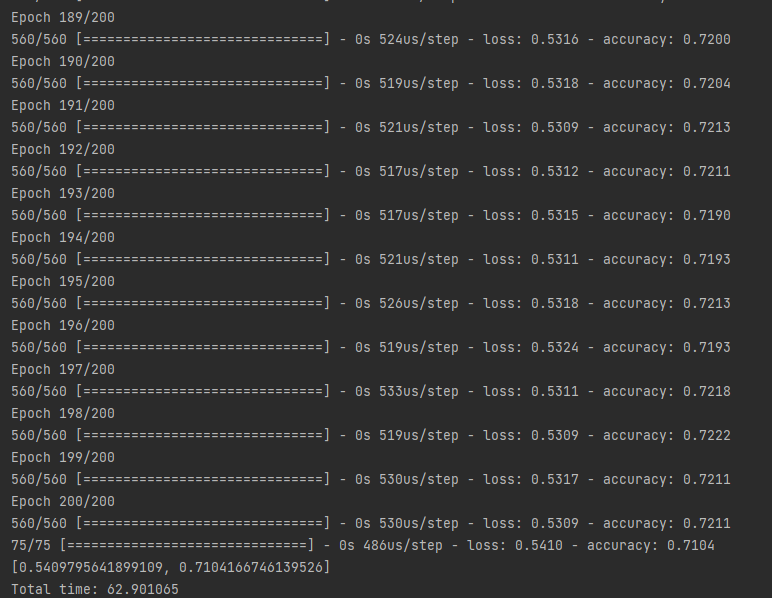 Epoch 189/200
560/560 [==============================] - 0s 524us/step - loss: 0.5316 - accuracy: 0.7200
Epoch 190/200
560/560 [==============================] - 0s 519us/step - loss: 0.5318 - accuracy: 0.7204
Epoch 191/200
560/560 [==============================] - 0s 521us/step - loss: 0.5309 - accuracy: 0.7213
Epoch 192/200
560/560 [==============================] - 0s 517us/step - loss: 0.5312 - accuracy: 0.7211
Epoch 193/200
560/560 [==============================] - 0s 517us/step - loss: 0.5315 - accuracy: 0.7190
Epoch 194/200
560/560 [==============================] - 0s 521us/step - loss: 0.5311 - accuracy: 0.7193
Epoch 195/200
560/560 [==============================] - 0s 526us/step - loss: 0.5318 - accuracy: 0.7213
Epoch 196/200
560/560 [==============================] - 0s 519us/step - loss: 0.5324 - accuracy: 0.7193
Epoch 197/200
560/560 [==============================] - 0s 533us/step - loss: 0.5311 - accuracy: 0.7218
Epoch 198/200
560/560 [==============================] - 0s 519us/step - loss: 0.5309 - accuracy: 0.7222
Epoch 199/200
560/560 [==============================] - 0s 530us/step - loss: 0.5317 - accuracy: 0.7211
Epoch 200/200
560/560 [==============================] - 0s 530us/step - loss: 0.5309 - accuracy: 0.7211
75/75 [==============================] - 0s 486us/step - loss: 0.5410 - accuracy: 0.7104
[0.5409795641899109, 0.7104166746139526]
Total time: 62.901065